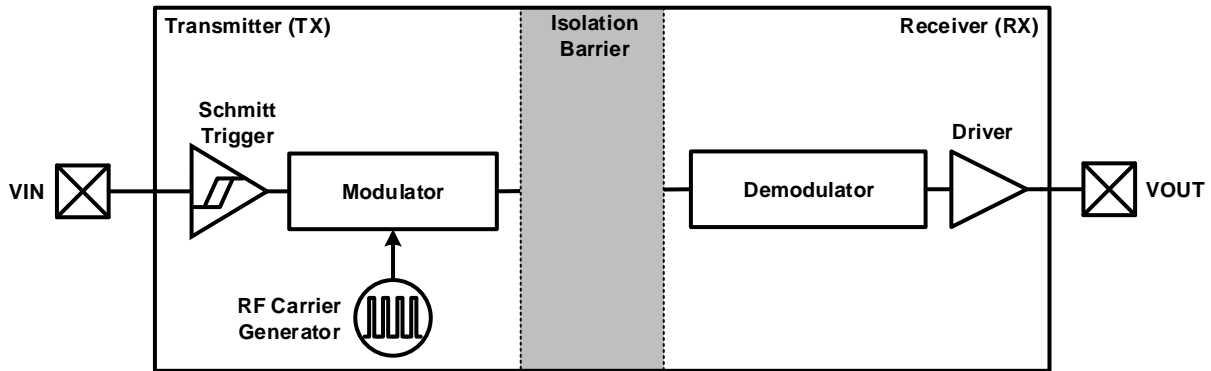 Transmitter (TX)
Isolation
Barrier
Receiver (RX)
Schmitt
Trigger
Driver
VIN
Modulator
Demodulator
VOUT
RF Carrier
Generator